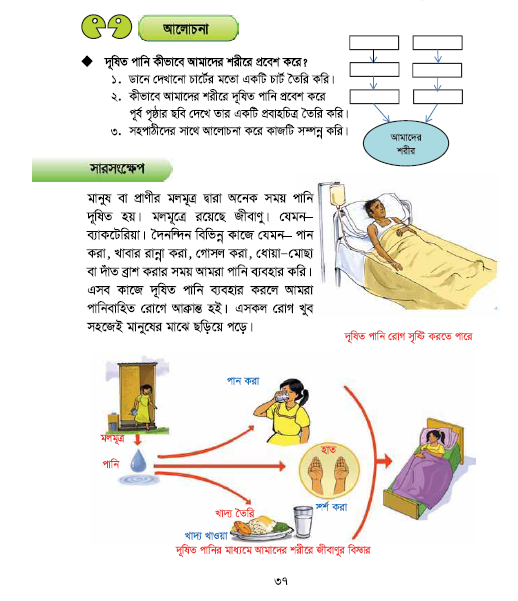 আলোচনা
◆ দূষিত পানি কীভাবে আমাদের শরীরে প্রবেশ করে?
১. ডানে দেখানো চার্টের মতো একটি চার্ট তৈরি করি।
২. কীভাবে আমাদের শরীরে দূষিত পানি প্রবেশ করে
পূর্ব পৃষ্ঠার ছবি দেখে তার একটি প্রবাহচিত্র তৈরি করি।
৩. সহপাঠীদের সাথে আলোচনা করে কাজটি সম্পন্ন করি।
আমাদের
শরীর
সারসংক্ষেপ
মানুষ বা প্রাণীর মলমূত্র দ্বারা অনেক সময় পানি
দূষিত হয়। মলমূত্রে রয়েছে জীবাণু। যেমন—
ব্যাকটেরিয়া। দৈনন্দিন বিভিন্ন কাজে যেমন— পান
করা, খাবার রান্না করা, গোসল করা, ধোয়া-মোছা
বা দাঁত ব্রাশ করার সময় আমরা পানি ব্যবহার করি।
এসব কাজে দূষিত পানি ব্যবহার করলে আমরা
পানিবাহিত রোগে আক্রান্ত হই। এসকল রোগ খুব
সহজেই মানুষের মাঝে ছড়িয়ে পড়ে।
দূষিত পানি রোগ সৃষ্টি করতে পারে
পান করা
মলমূত্র
পানি
হাত
স্পর্শ করা
খাদ্য তৈরি
খাদ্য খাওয়া
দূষিত পানির মাধ্যমে আমাদের শরীরে জীবাণুর বিস্তার
৩৭